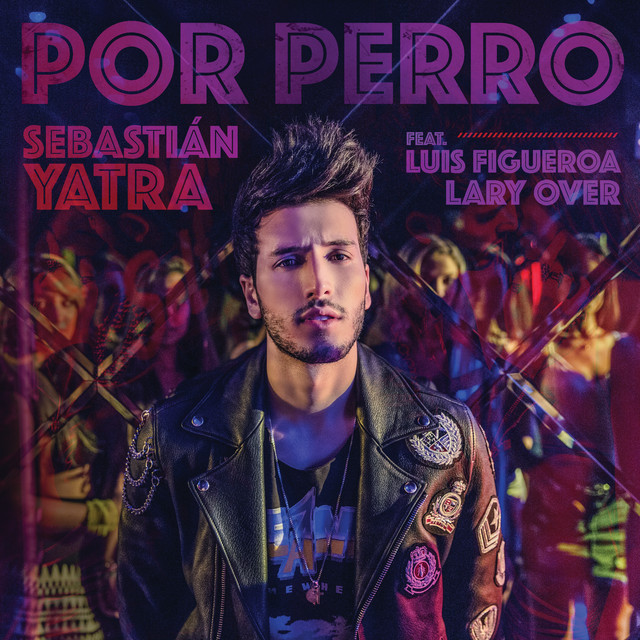 POR PERRO
SEBASTIÁN
YATRA
FEAT.
LUIS FIGUEROA
LARY OVER